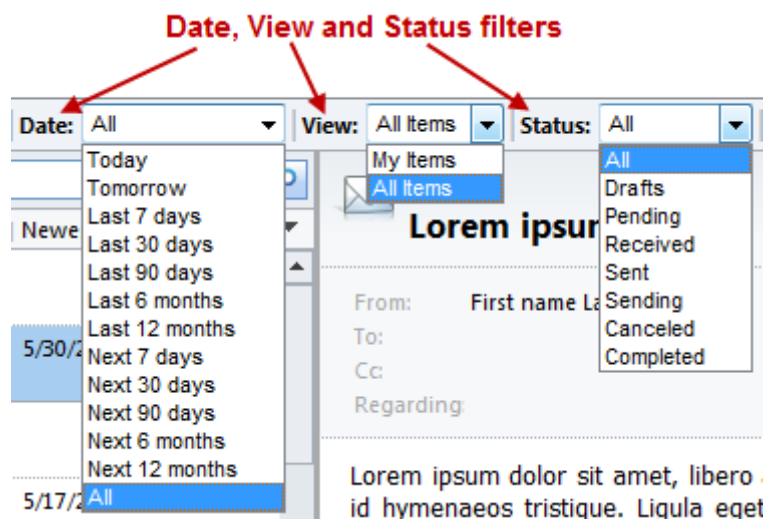 Date, View and Status filters
Date: All View: All Items Status: All
Today
Tomorrow
Last 7 days
Last 30 days
Last 90 days
Last 6 months
Last 12 months
Next 7 days
Next 30 days
Next 90 days
Next 6 months
Next 12 months
All
My Items
All Items
All
Drafts
Pending
Received
Sent
Sending
Canceled
Completed
Newe
5/30/2
5/17/2
Lorem ipsur
From: First name La
To:
Cc:
Regarding:
Lorem ipsum dolor sit amet, libero
id hymenaeos tristique. Ligula eget